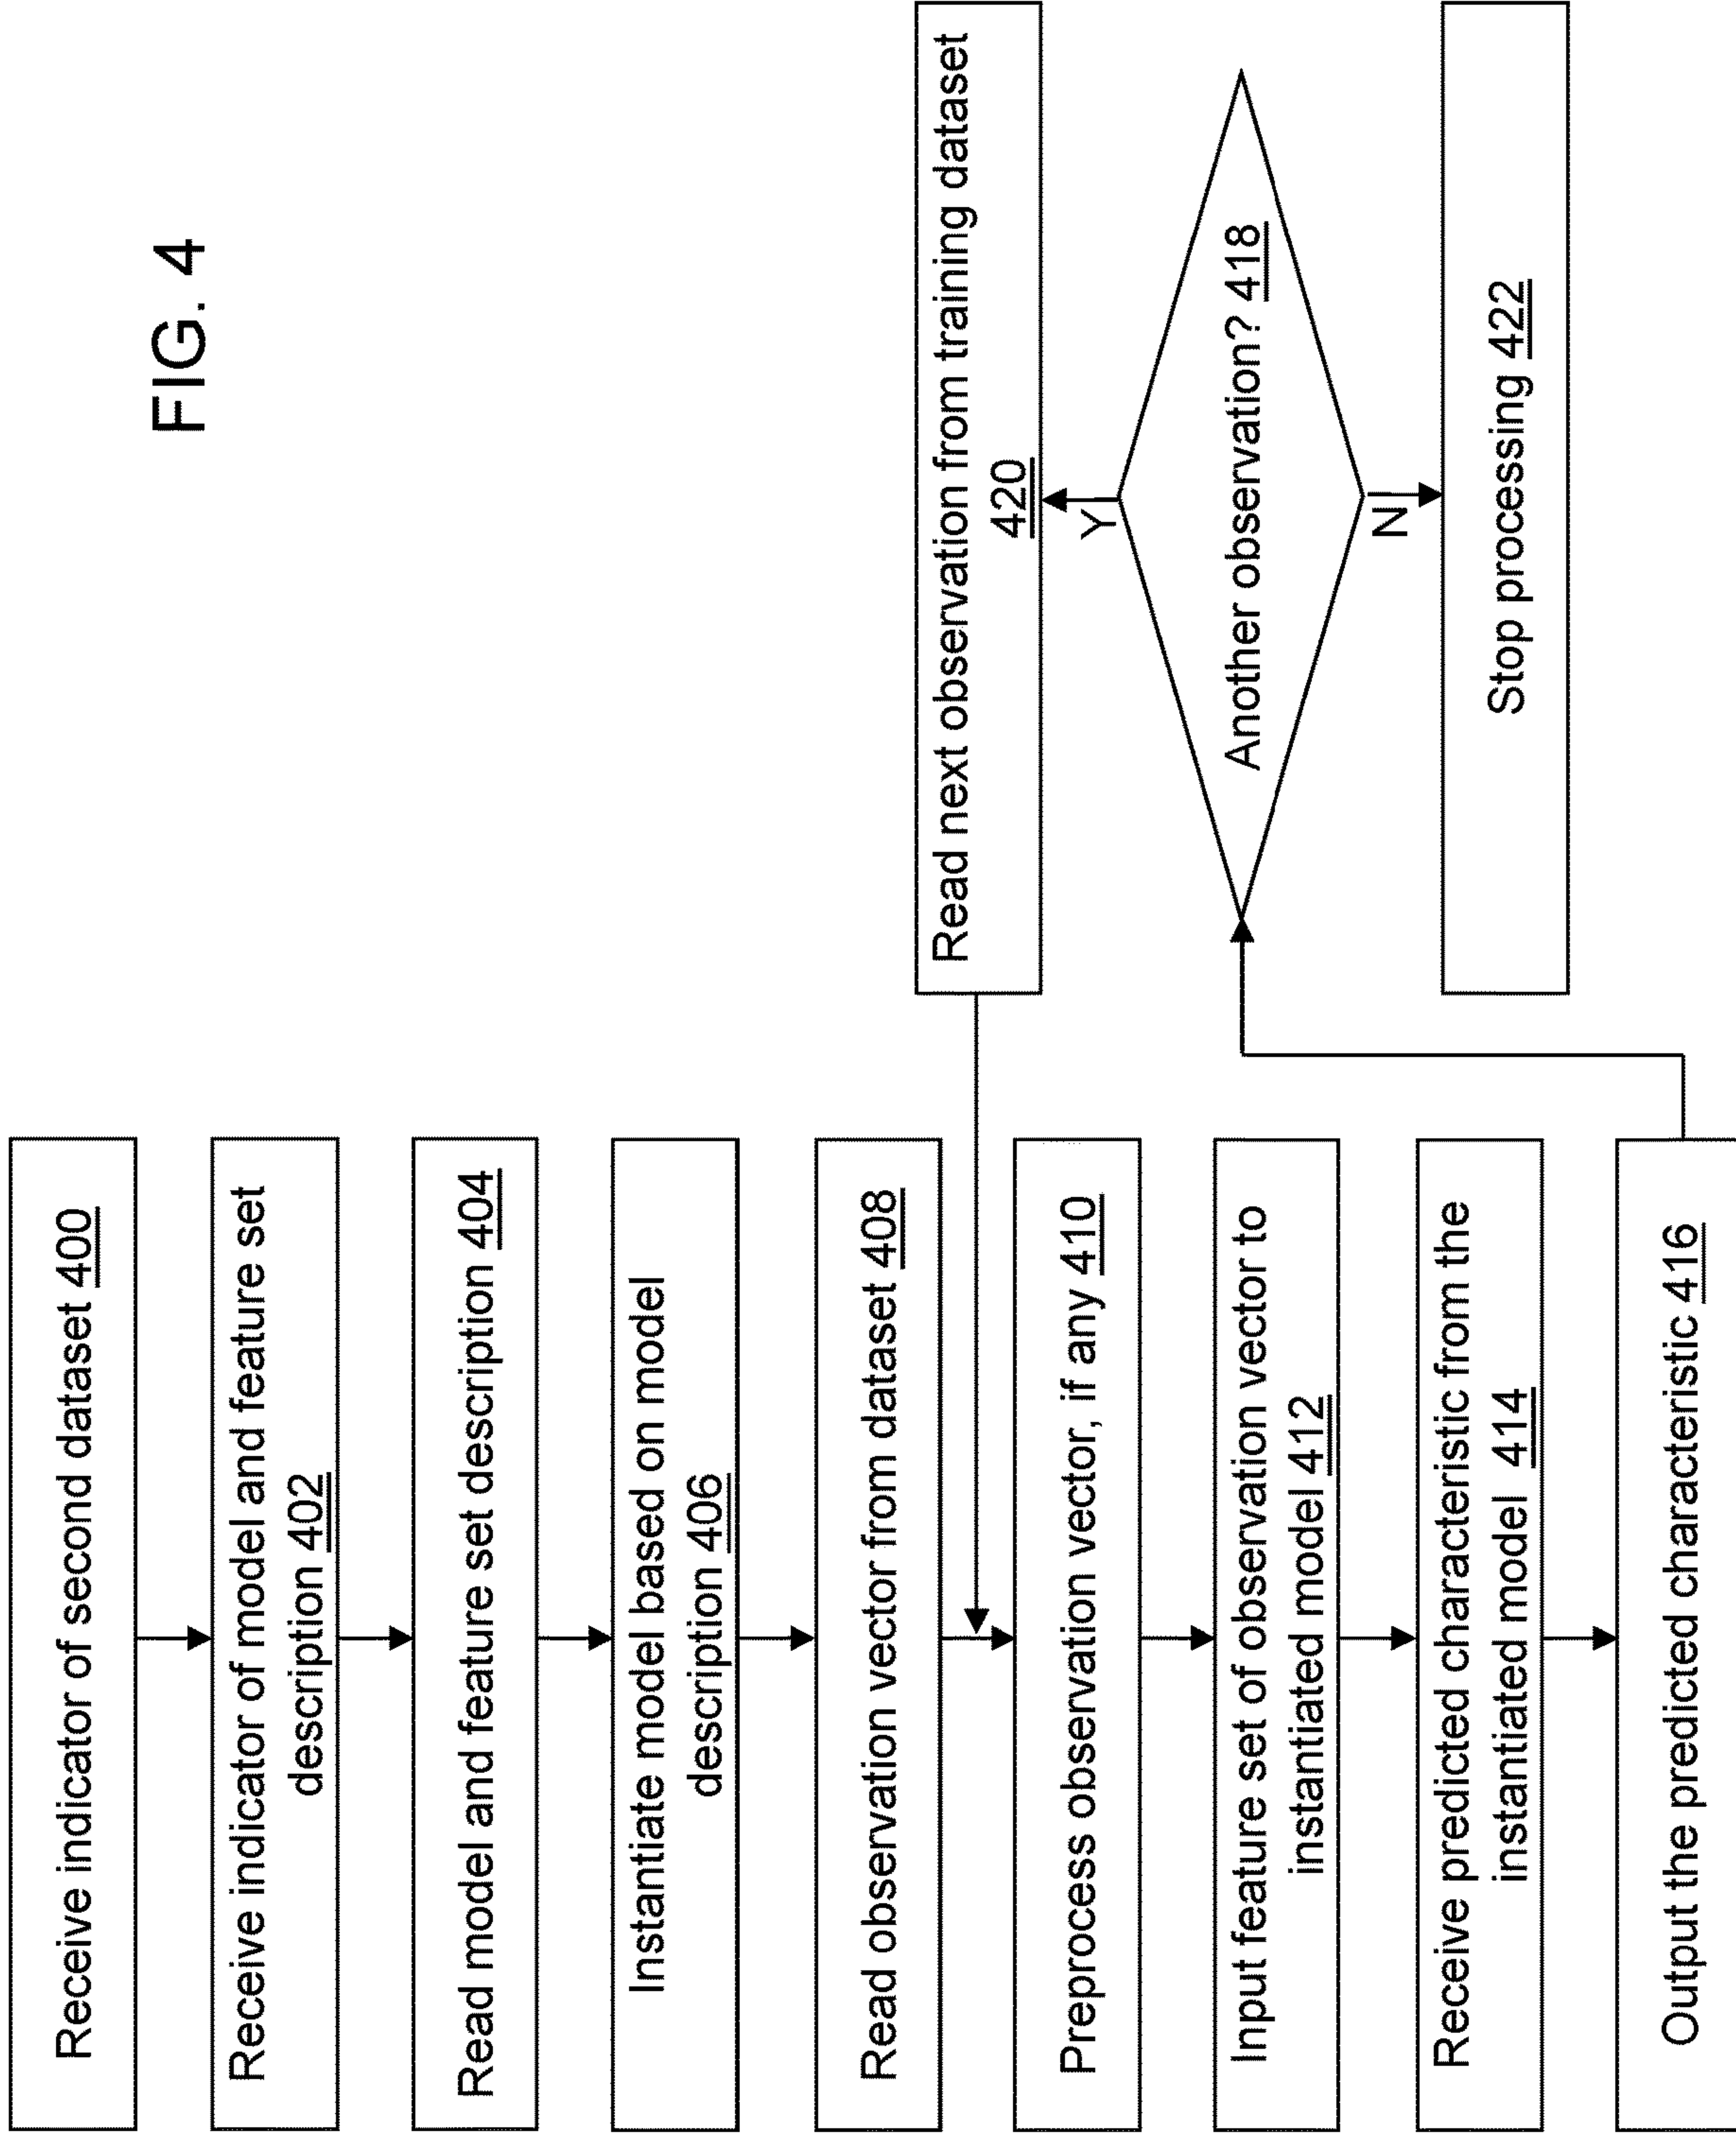 FIG. 4
Receive indicator of second dataset 400
Receive indicator of model and feature set
description 402
Read model and feature set description 404
Instantiate model based on model
description 406
Read observation vector from dataset 408
Preprocess observation vector, if any 410
Input feature set of observation vector to
instantiated model 412
Receive predicted characteristic from the
instantiated model 414
Output the predicted characteristic 416
Read next observation from training dataset
420
Y
Another observation? 418
N
Stop processing 422